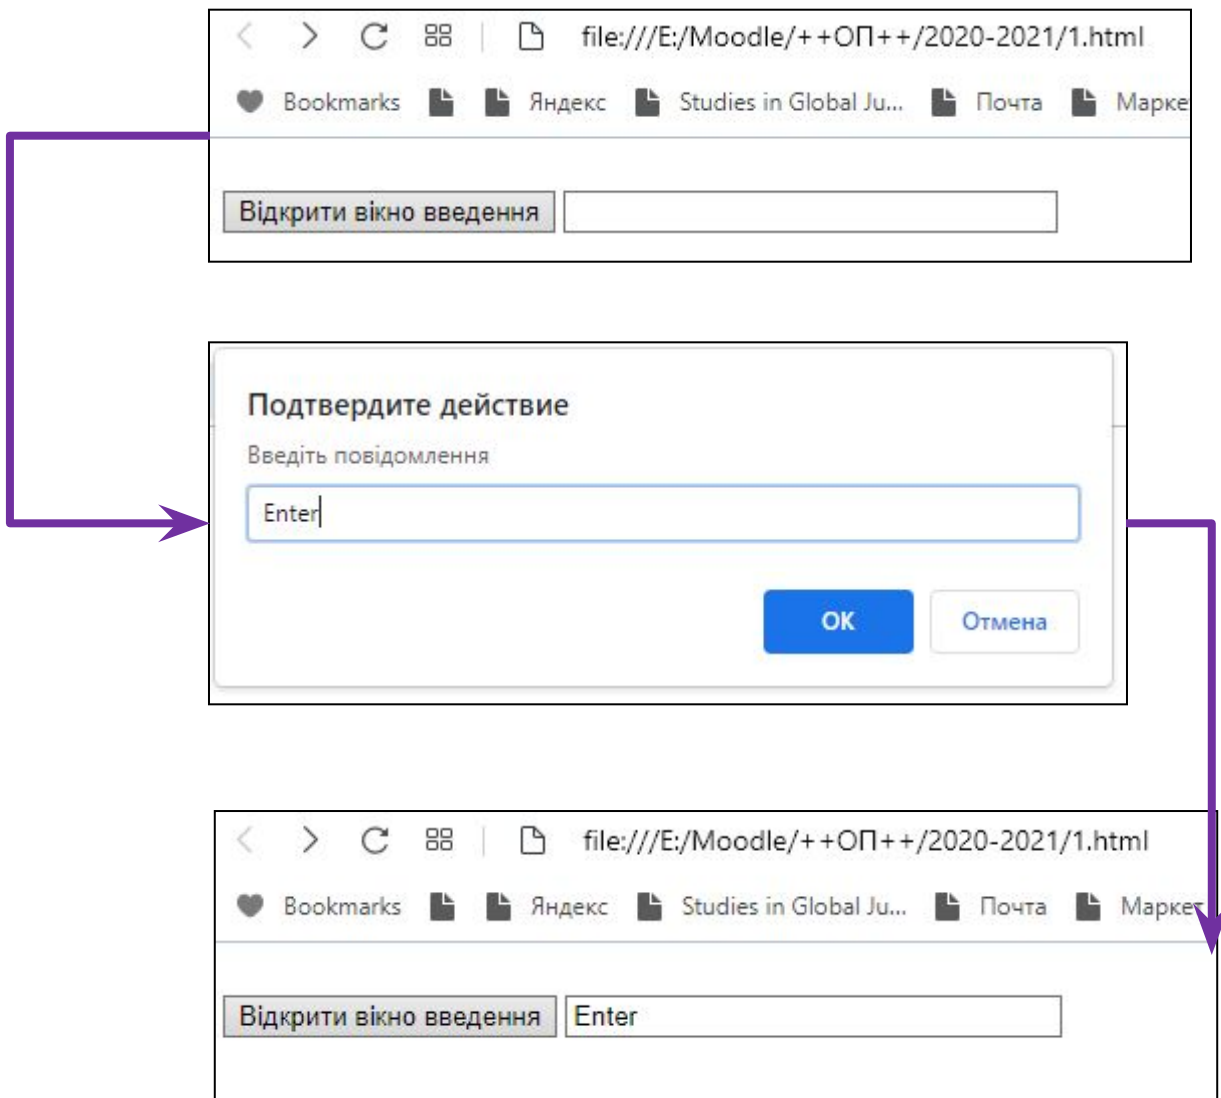 file:///E:/Moodle/++ОП++/2020-2021/1.html
Bookmarks Яндекс Studies in Global Ju... Почта Марке
Відкрити вікно введення
Подтвердите действие
Введіть повідомлення
Enter
ОК Отмена
file:///E:/Moodle/++ОП++/2020-2021/1.html
Bookmarks Яндекс Studies in Global Ju... Почта Маркет
Відкрити вікно введення Enter